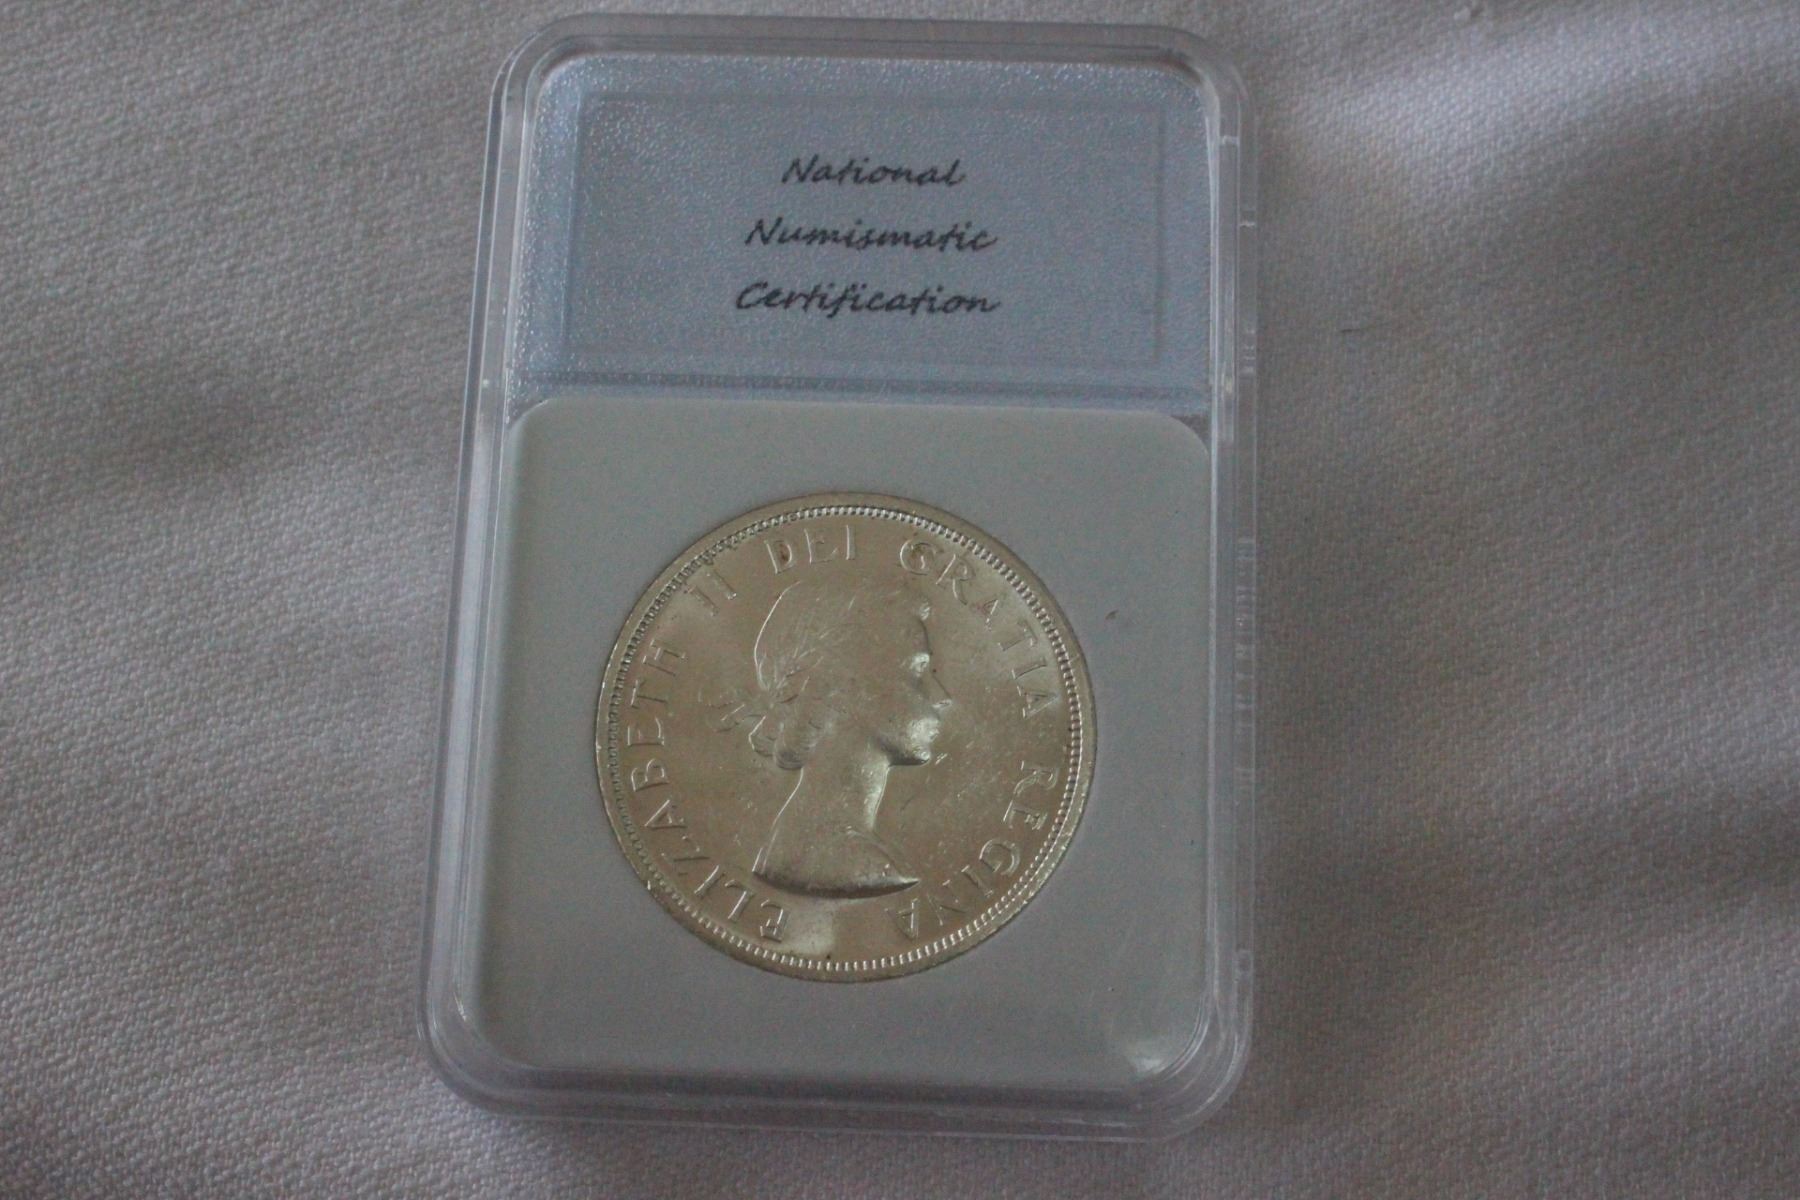 National
Numismatic
Certification
ELIZABETH II DEI GRATIA REGINA